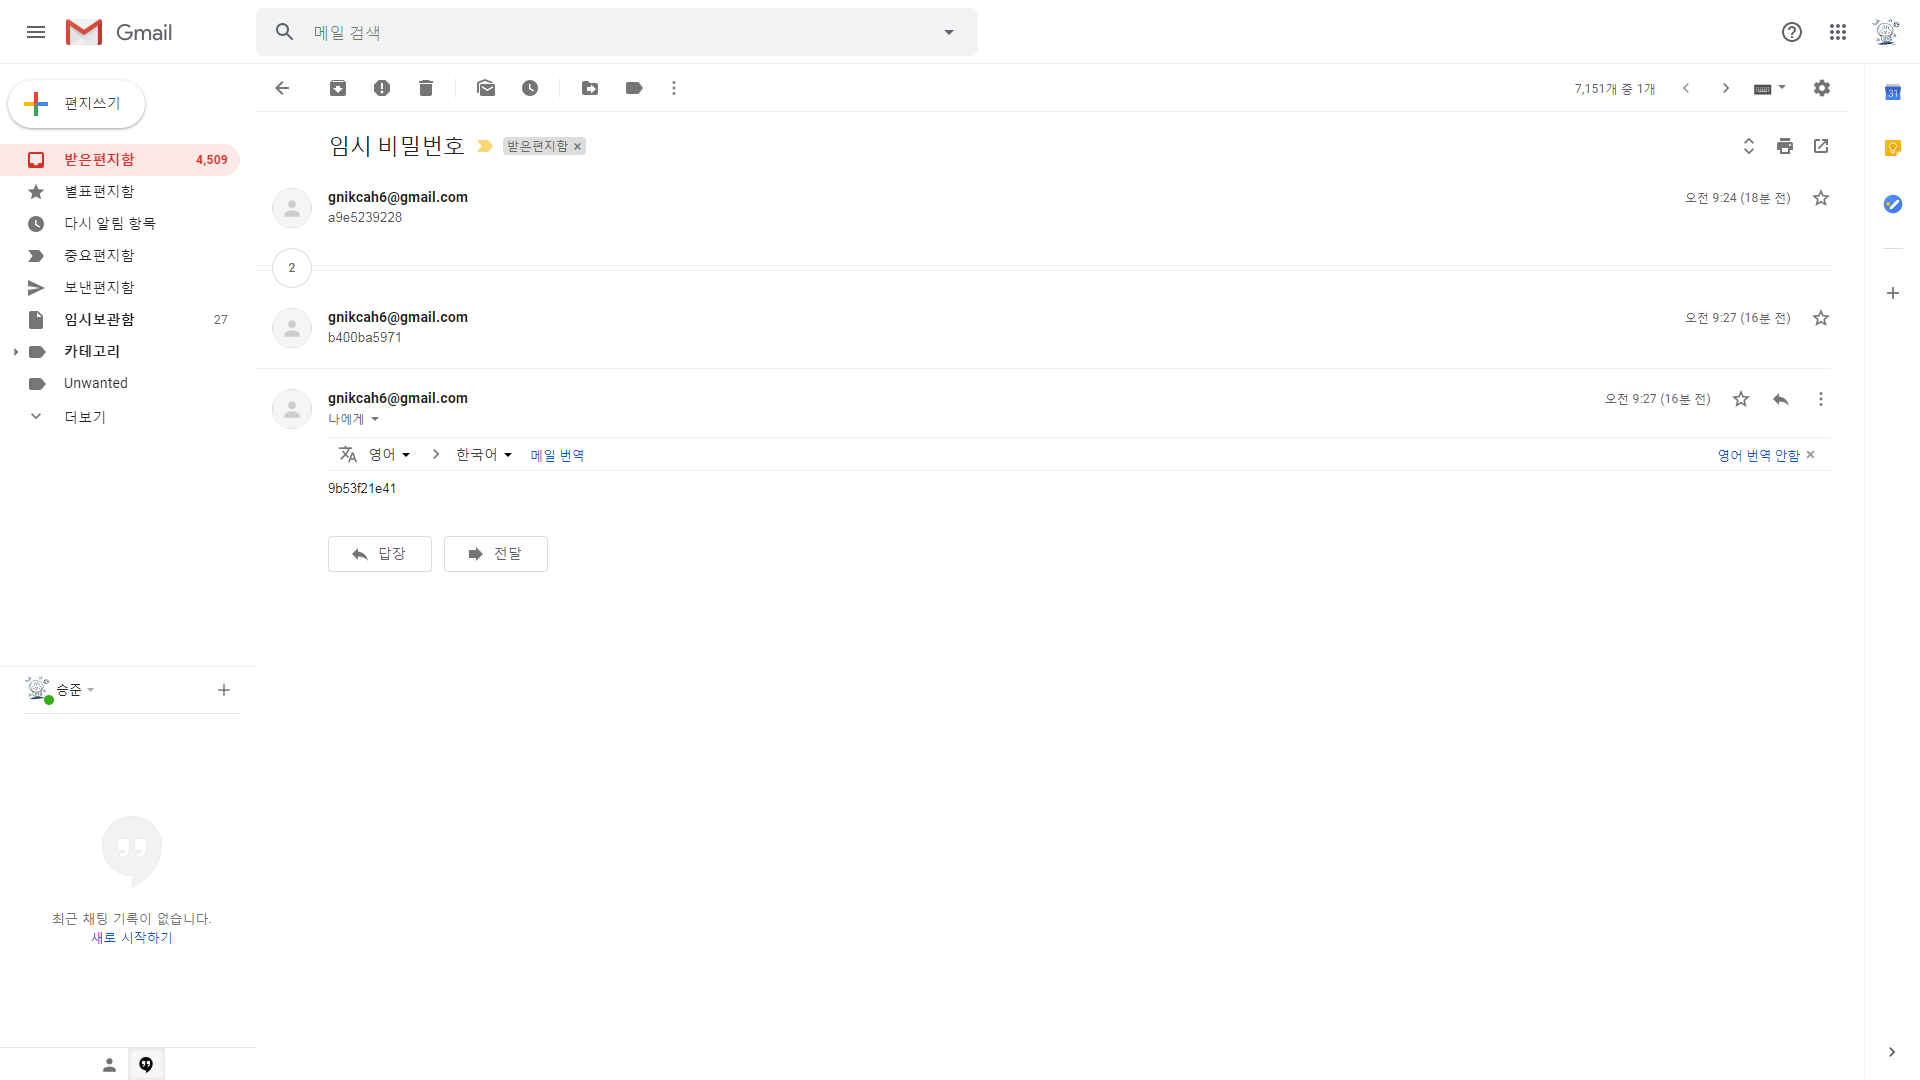 Gmail
메일 검색
편지쓰기
7,151개 중 1개
받은편지함 4,509
별표편지함
다시 알림 항목
중요편지함
보낸편지함
임시보관함 27
카테고리
Unwanted
더보기
임시 비밀번호 받은편지함 ×
gnikcah6@gmail.com 오전 9:24 (18분 전)
a9e5239228
2
gnikcah6@gmail.com 오전 9:27 (16분 전)
b400ba5971
gnikcah6@gmail.com 오전 9:27 (16분 전)
나에게
영어 > 한국어 메일 번역 영어 번역 안함 ×
9b53f21e41
답장 전달
승준
최근 채팅 기록이 없습니다.
새로 시작하기
31